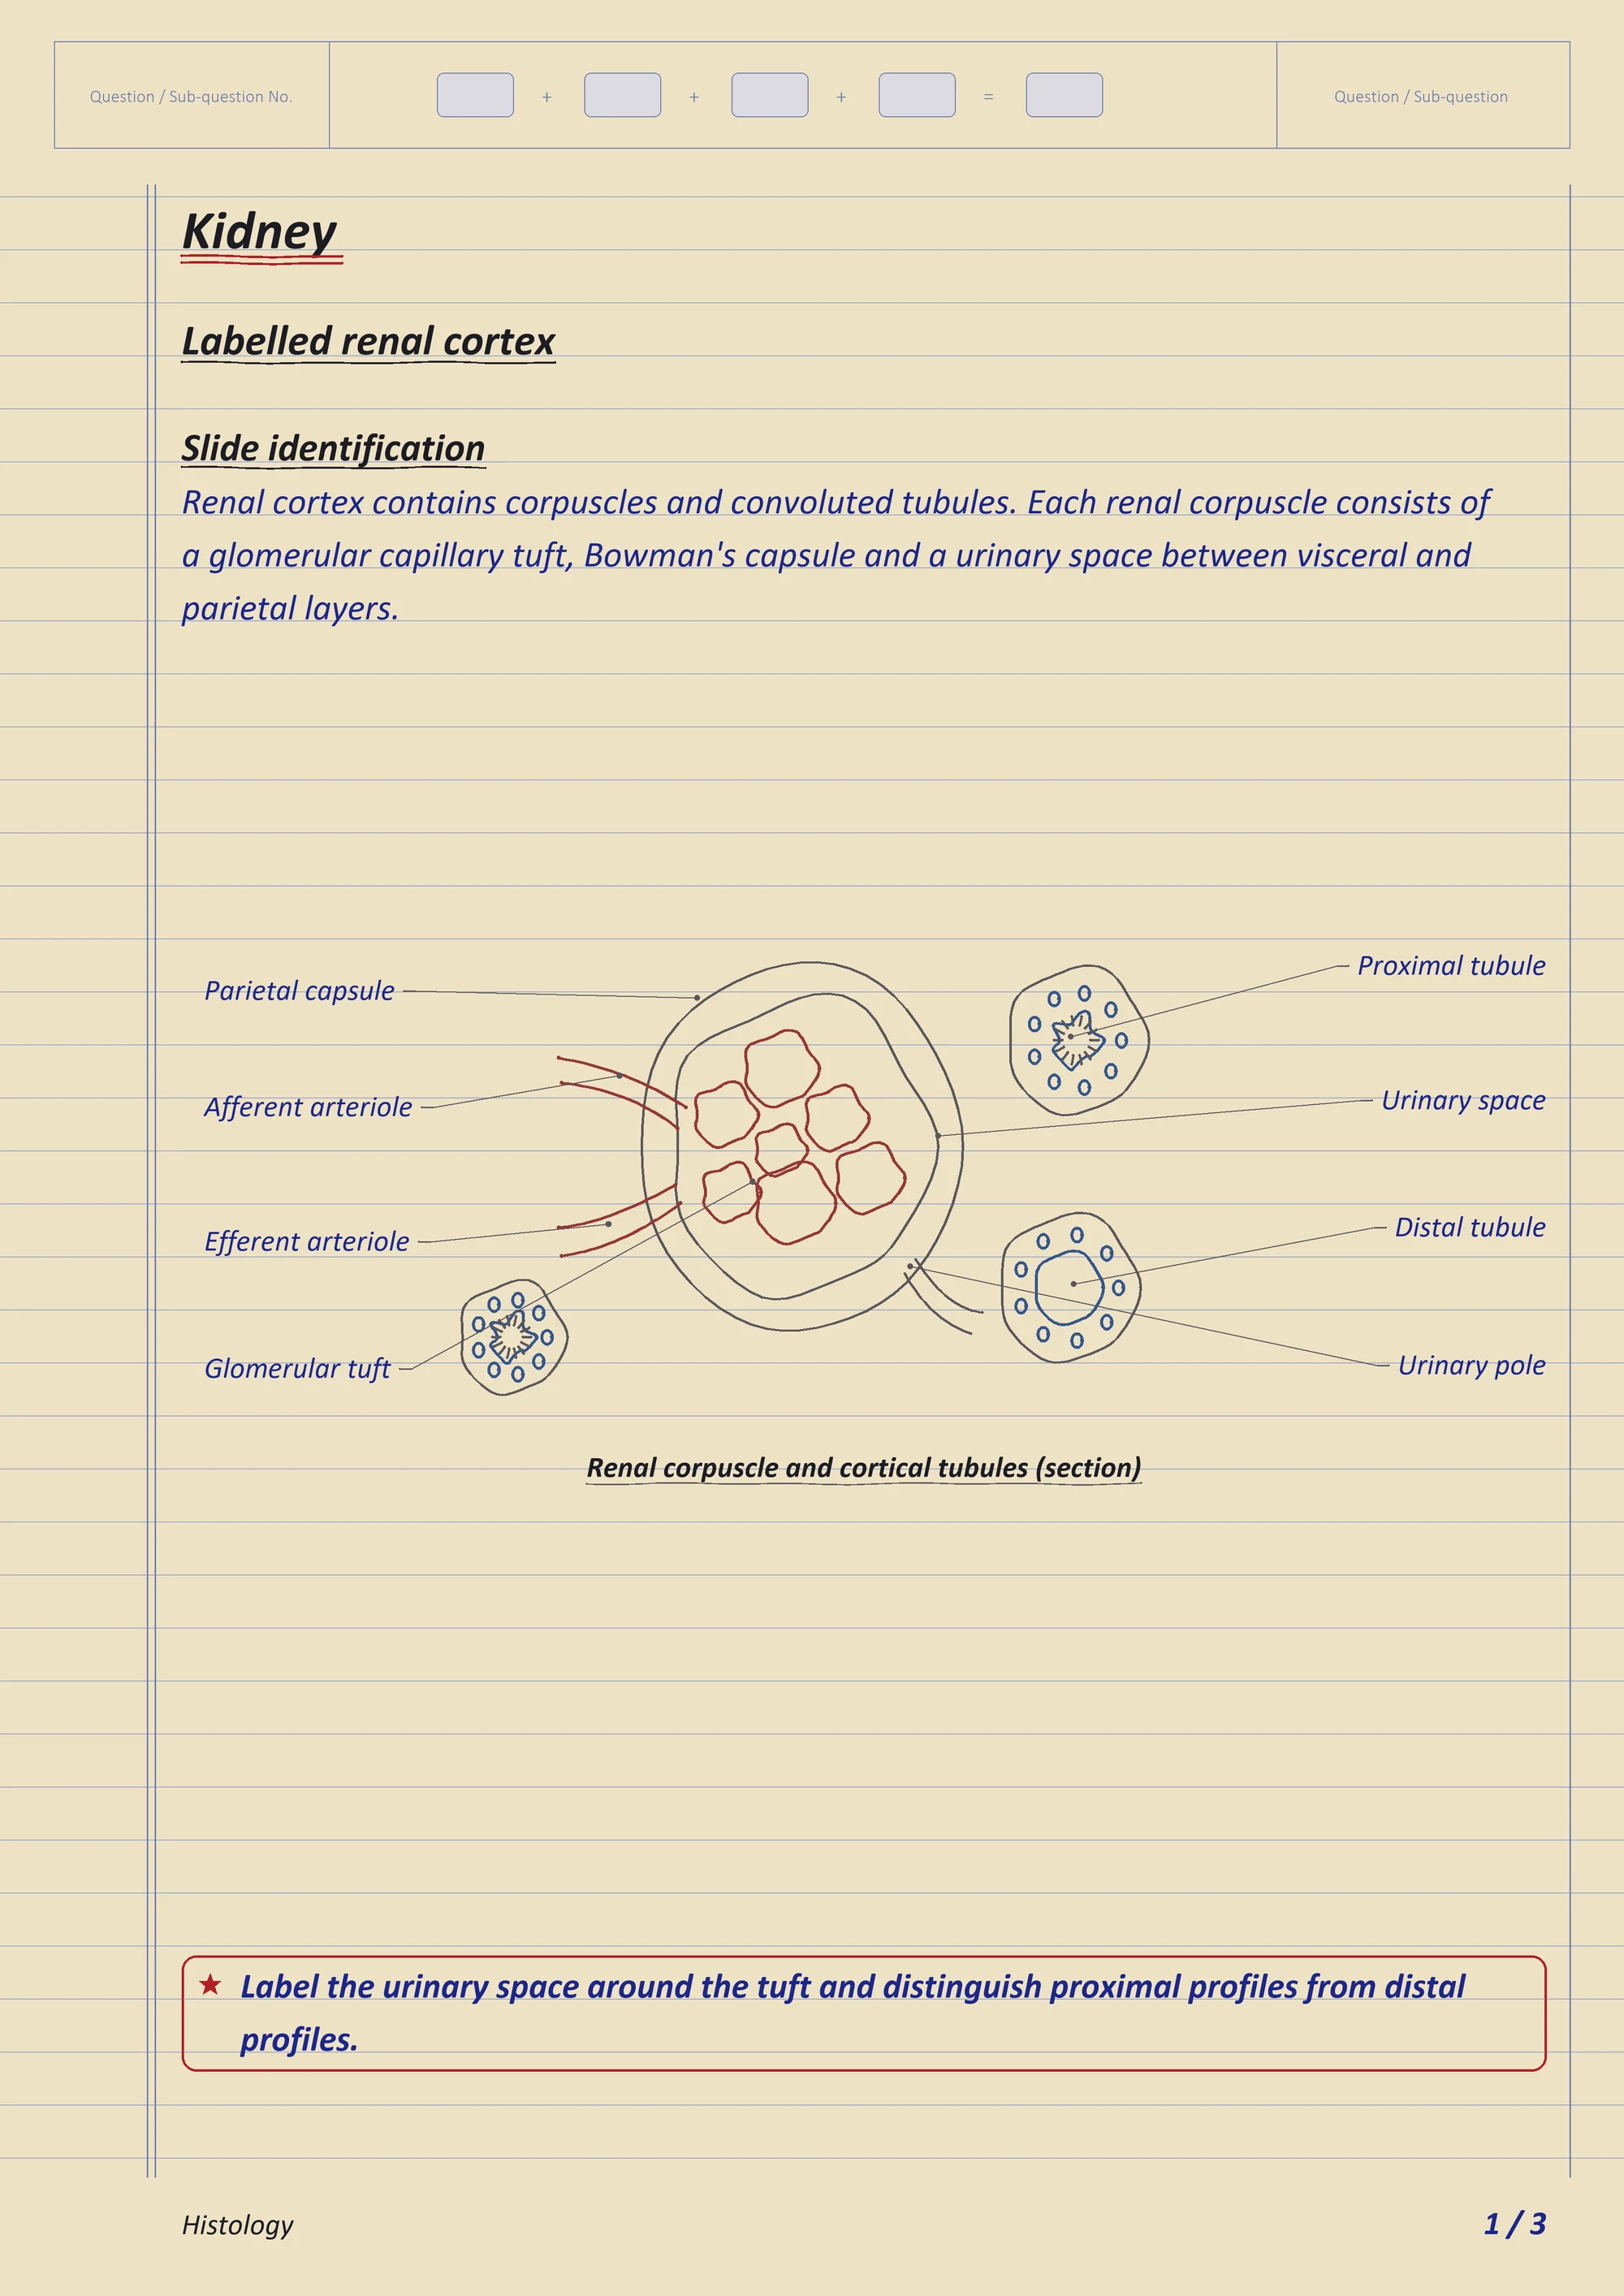 Question / Sub-question No.
+ + + =
Question / Sub-question
Kidney
Labelled renal cortex
Slide identification
Renal cortex contains corpuscles and convoluted tubules. Each renal corpuscle consists of
a glomerular capillary tuft, Bowman's capsule and a urinary space between visceral and
parietal layers.
Parietal capsule
Afferent arteriole
Efferent arteriole
Glomerular tuft
Proximal tubule
Urinary space
Distal tubule
Urinary pole
Renal corpuscle and cortical tubules (section)
★ Label the urinary space around the tuft and distinguish proximal profiles from distal
profiles.
Histology
1 / 3